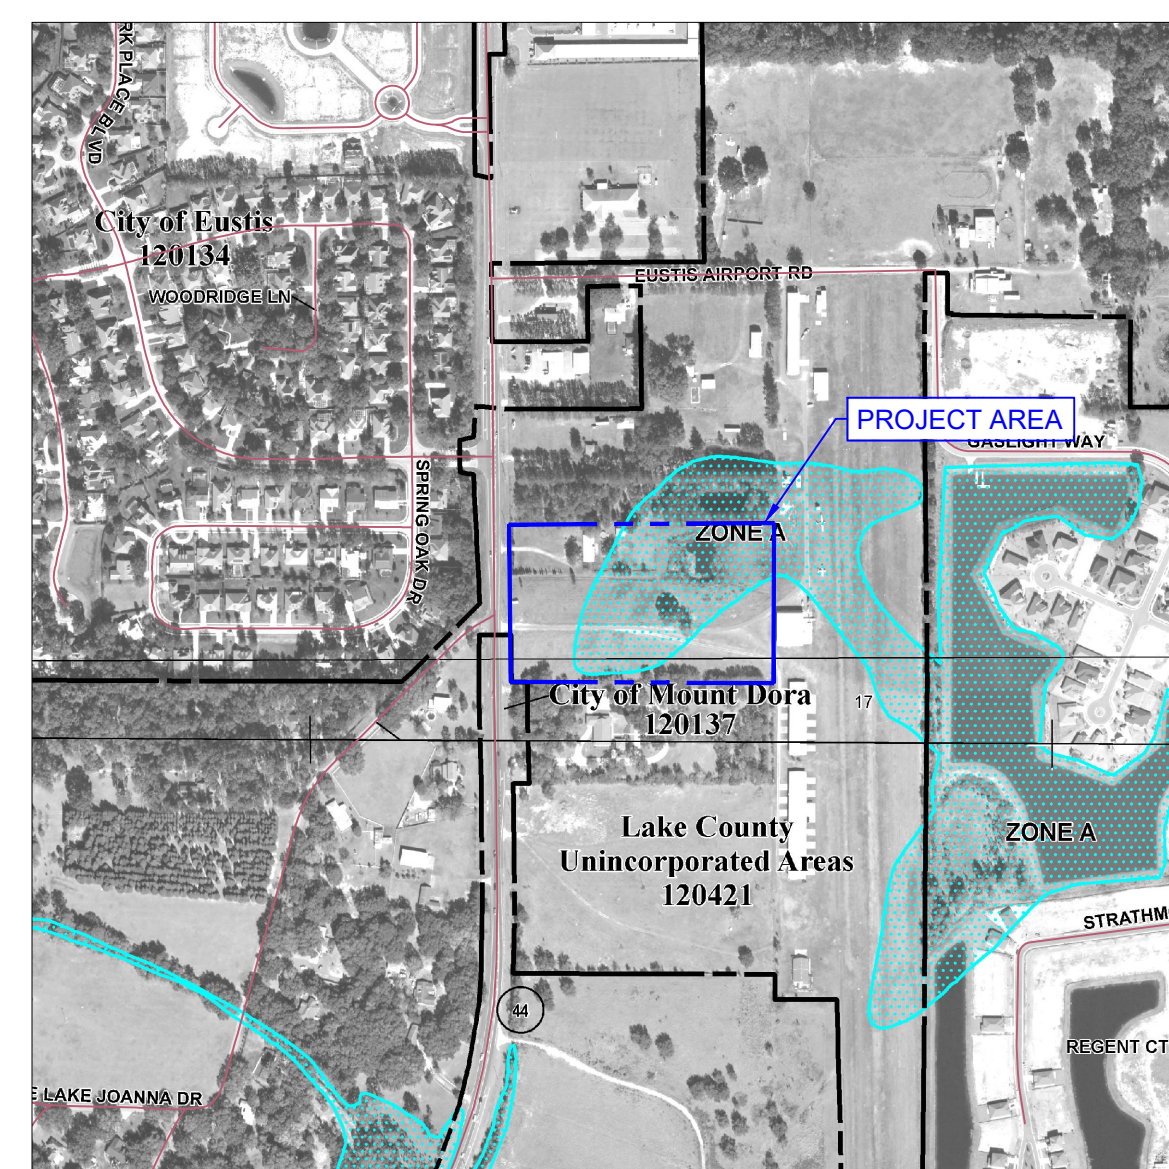 RK PLACE BLVD
City of Eustis
120134
WOODRIDGE LN
EUSTIS AIRPORT RD
PROJECT AREA
GASLIGHT WAY
SPRING OAK DR
ZONE A
City of Mount Dora
120137
17
Lake County
Unincorporated Areas
120421
ZONE A
STRATHM
44
REGENT CT
E LAKE JOANNA DR